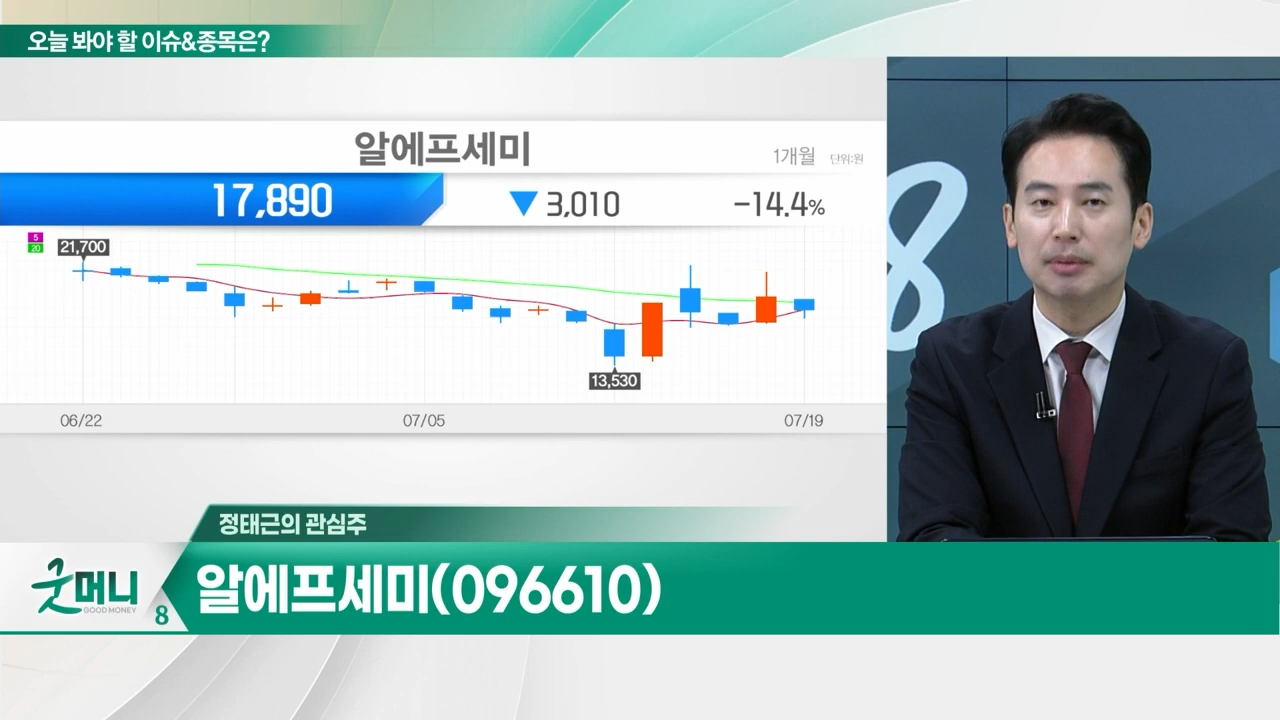 오늘 봐야 할 이슈&종목은?
알에프세미
1개월 단위:원
17,890 ▼ 3,010 -14.4%
5
20
21,700
13,530
06/22 07/05 07/19
8
정태근의 관심주
알에프세미(096610)
굿머니
GOOD MONEY
8